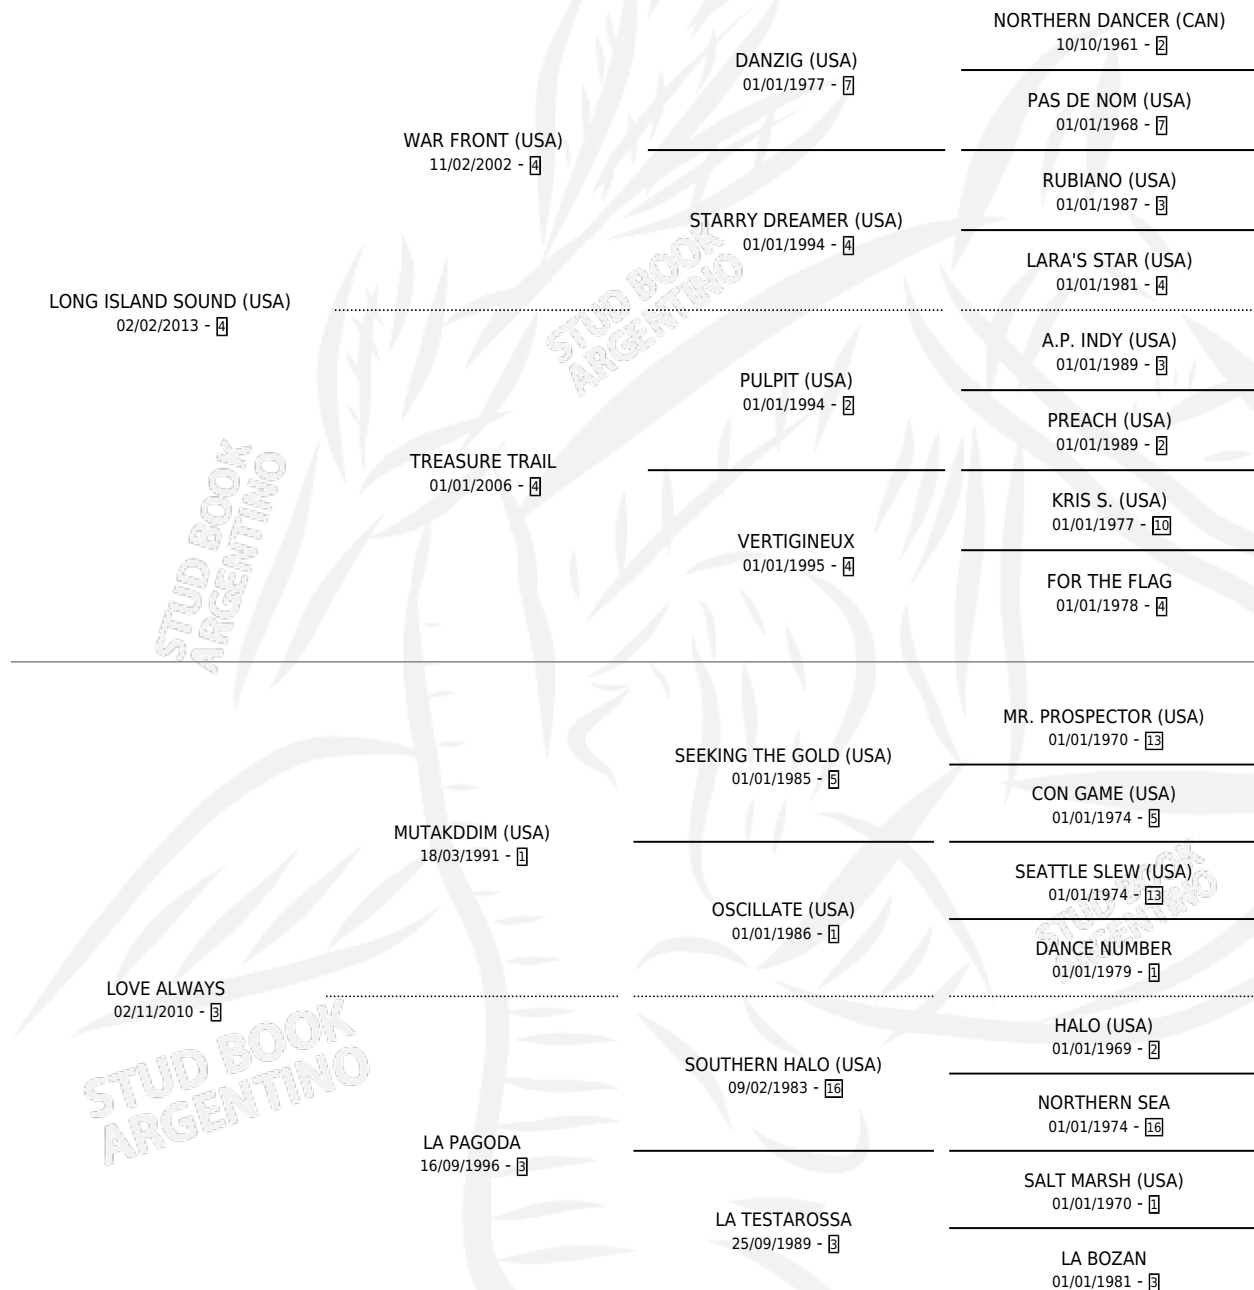 NORTHERN DANCER (CAN)
10/10/1961 - 2
DANZIG (USA)
01/01/1977 - 7
PAS DE NOM (USA)
01/01/1968 - 7
WAR FRONT (USA)
11/02/2002 - 4
RUBIANO (USA)
01/01/1987 - 3
STARRY DREAMER (USA)
01/01/1994 - 4
LARA'S STAR (USA)
01/01/1981 - 4
LONG ISLAND SOUND (USA)
02/02/2013 - 4
A.P. INDY (USA)
01/01/1989 - 3
PULPIT (USA)
01/01/1994 - 2
PREACH (USA)
01/01/1989 - 2
TREASURE TRAIL
01/01/2006 - 4
KRIS S. (USA)
01/01/1977 - 10
VERTIGINEUX
01/01/1995 - 4
FOR THE FLAG
01/01/1978 - 4
STUD BOOK
ARGENTINO
STUD BOOK
ARGENTINO
MR. PROSPECTOR (USA)
01/01/1970 - 13
SEEKING THE GOLD (USA)
01/01/1985 - 5
CON GAME (USA)
01/01/1974 - 5
MUTAKDDIM (USA)
18/03/1991 - 1
SEATTLE SLEW (USA)
01/01/1974 - 13
OSCILLATE (USA)
01/01/1986 - 1
DANCE NUMBER
01/01/1979 - 1
STUD BOOK
ARGENTINO
LOVE ALWAYS
02/11/2010 - 3
HALO (USA)
01/01/1969 - 2
SOUTHERN HALO (USA)
09/02/1983 - 16
NORTHERN SEA
01/01/1974 - 16
STUD BOOK
ARGENTINO
LA PAGODA
16/09/1996 - 3
SALT MARSH (USA)
01/01/1970 - 1
LA TESTAROSSA
25/09/1989 - 3
LA BOZAN
01/01/1981 - 3